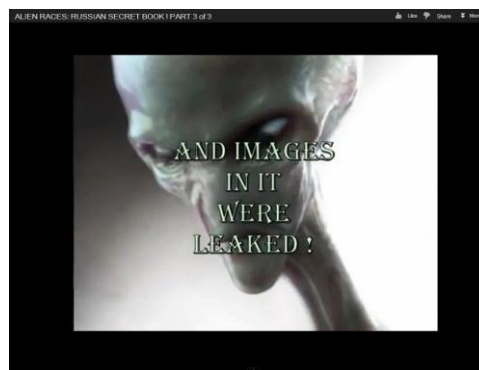 ALIEN RACES: RUSSIAN SECRET BOOK! PART 3 of 3
Like Share
AND IMAGES
IN IT
WERE
LEAKED !